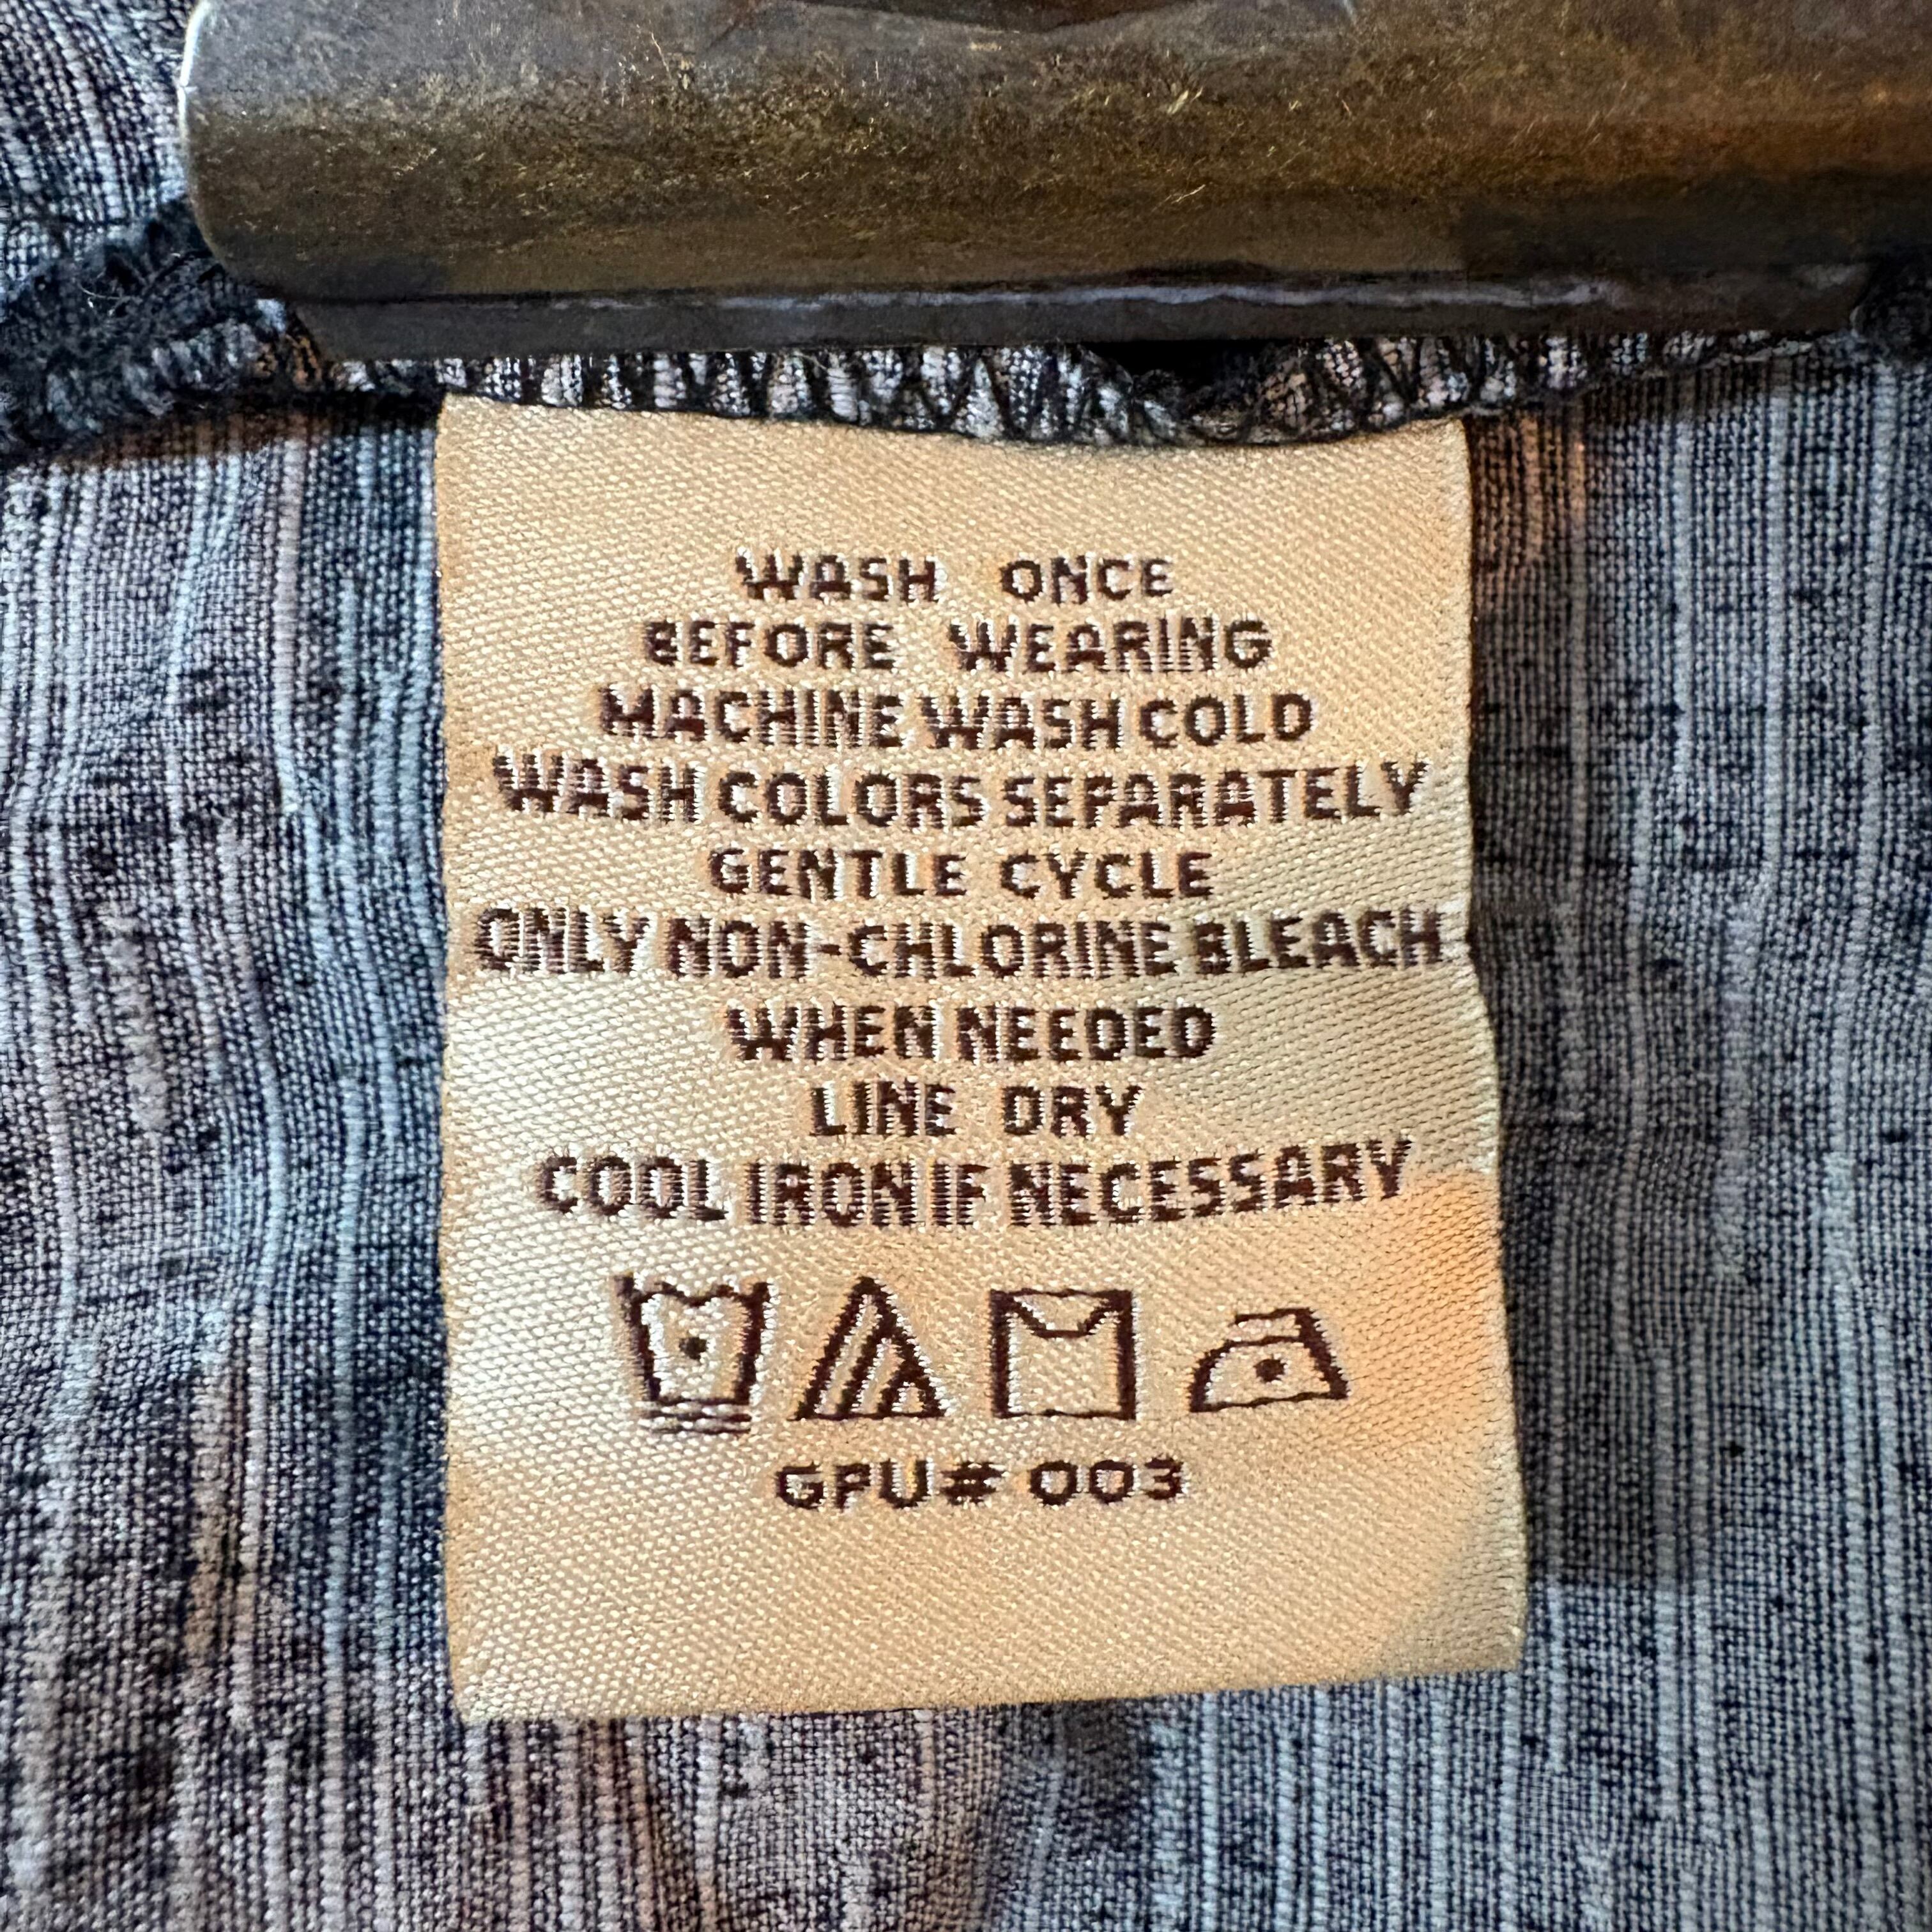 WASH ONCE
BEFORE WEARING
MACHINE WASH COLD
WASH COLORS SEPARATELY
GENTLE CYCLE
ONLY NON-CHLORINE BLEACH
WHEN NEEDED
LINE DRY
COOL IRON IF NECESSARY
GPU# 003